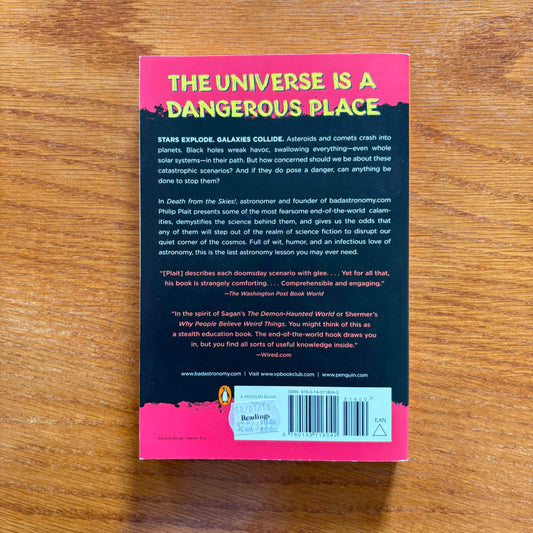 THE UNIVERSE IS A
DANGEROUS PLACE
STARS EXPLODE. GALAXIES COLLIDE. Asteroids and comets crash into
planets. Black holes wreak havoc, swallowing everything—even whole
solar systems—in their path. But how concerned should we be about these
catastrophic scenarios? And if they do pose a danger, can anything be
done to stop them?
In Death from the Skies!, astronomer and founder of badastronomy.com
Philip Plait presents some of the most fearsome end-of-the-world calam-
ities, demystifies the science behind them, and gives us the odds that
any of them will step out of the realm of science fiction to disrupt our
quiet corner of the cosmos. Full of wit, humor, and an infectious love of
astronomy, this is the last astronomy lesson you may ever need.
"[Plait] describes each doomsday scenario with glee. . . . Yet for all that,
his book is strangely comforting. . . . Comprehensible and engaging."
—The Washington Post Book World
"In the spirit of Sagan's The Demon-Haunted World or Shermer's
Why People Believe Weird Things. You might think of this as
a stealth education book. The end-of-the-world hook draws you
in, but you find all sorts of useful knowledge inside."
—Wired.com
www.badastronomy.com | Visit www.vpbookclub.com | www.penguin.com
A PENGUIN BOOK
ISBN
51600
EAN
Readings
Art and design: Nathan Fox